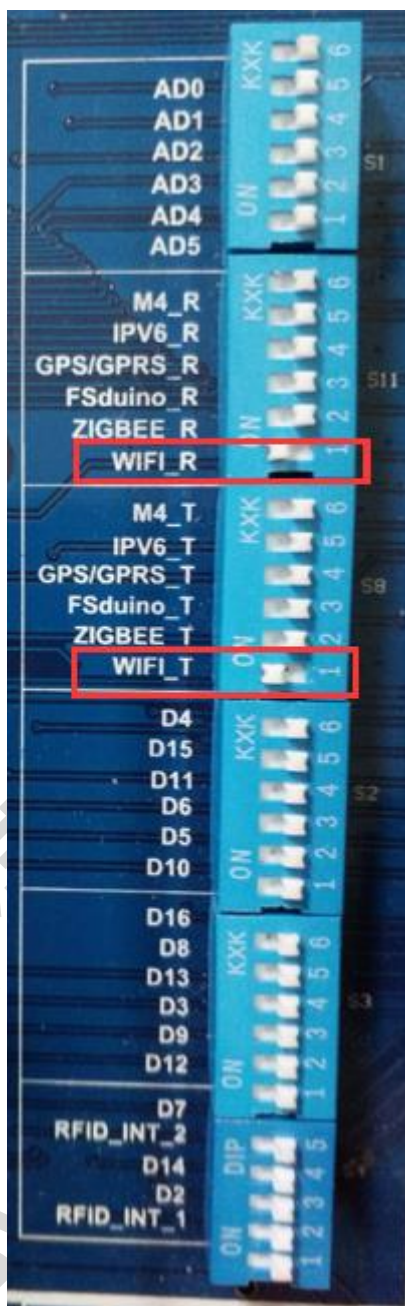 AD0
AD1
AD2
AD3
AD4
AD5
KXK
ON
6
5
4
3
2
1
S1
M4_R
IPV6_R
GPS/GPRS_R
FSduino_R
ZIGBEE_R
WIFI_R
KXK
ON
6
5
4
3
2
1
S11
M4_T
IPV6_T
GPS/GPRS_T
FSduino_T
ZIGBEE_T
WIFI_T
KXK
ON
6
5
4
3
2
1
S8
D4
D15
D11
D6
D5
D10
KXK
ON
6
5
4
3
2
1
S2
D16
D8
D13
D3
D9
D12
KXK
ON
6
5
4
3
2
1
S3
D7
RFID_INT_2
D14
D2
RFID_INT_1
DIP
ON
5
4
3
2
1